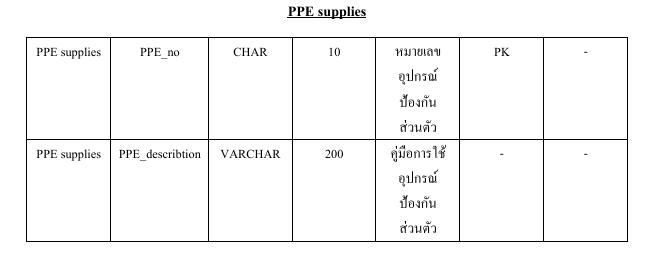 PPE supplies
PPE supplies PPE_no CHAR 10 หมายเลข PK -
อุปกรณ์
ป้องกัน
ส่วนตัว
PPE supplies PPE_describtion VARCHAR 200 คู่มือการใช้ - -
อุปกรณ์
ป้องกัน
ส่วนตัว